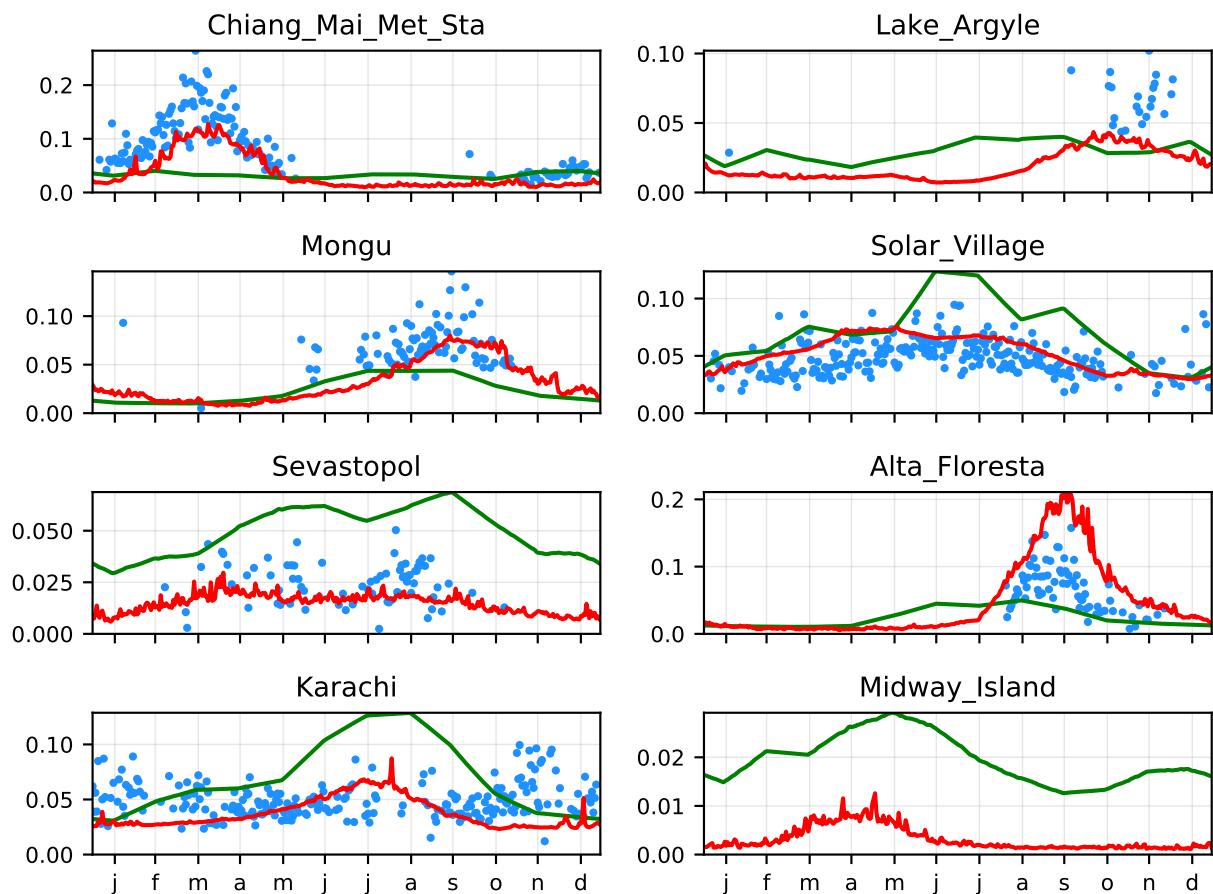 Chiang_Mai_Met_Sta
0.2
0.1
0.0
Lake_Argyle
0.10
0.05
0.00
Mongu
0.10
0.05
0.00
Solar_Village
0.10
0.05
0.00
Sevastopol
0.050
0.025
0.000
Alta_Floresta
0.2
0.1
0.0
Karachi
0.10
0.05
0.00
j f m a m j j a s o n d
Midway_Island
0.02
0.01
0.00
j f m a m j j a s o n d